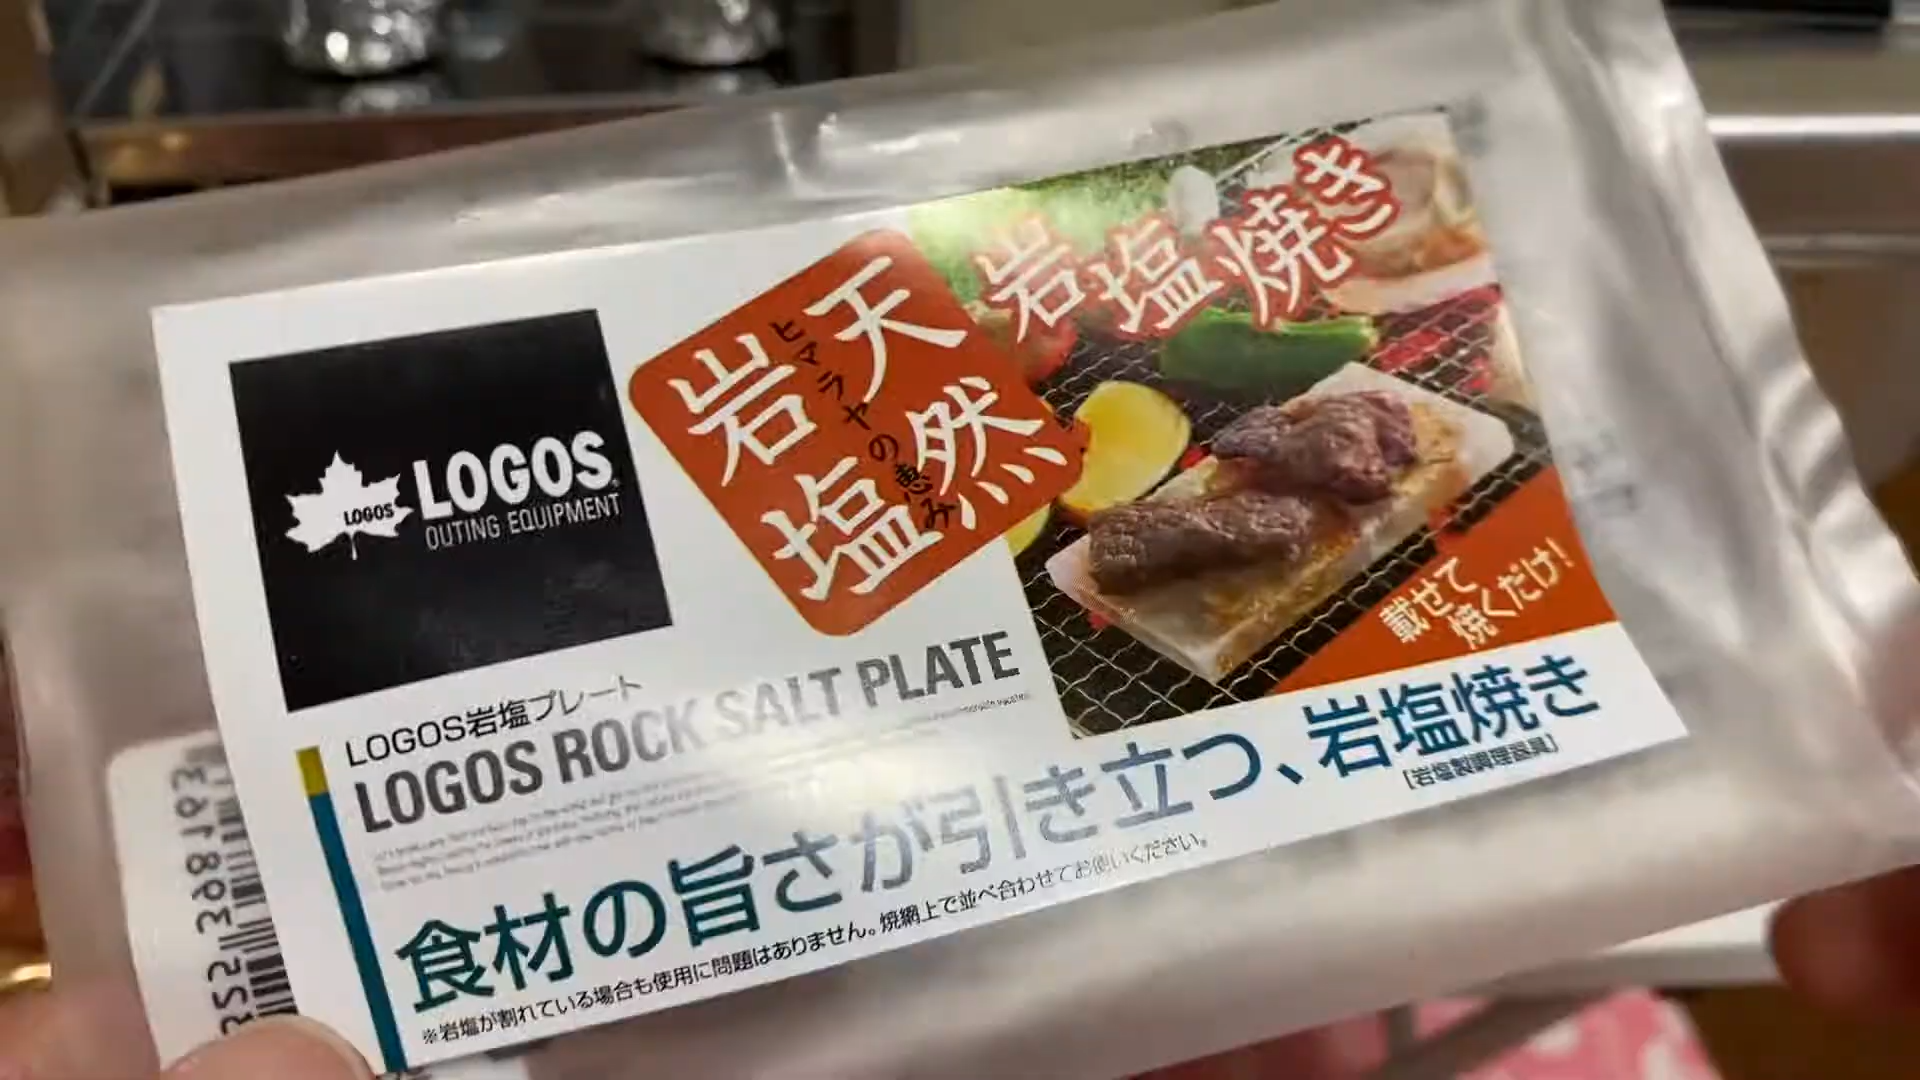 LOGOS
LOGOS
OUTING EQUIPMENT
天然
岩塩
ヒマラヤの恵み
岩塩焼き
載せて
焼くだけ!
LOGOS岩塩プレート
LOGOS ROCK SALT PLATE
食材の旨さが引き立つ、岩塩焼き
[岩塩製調理器具]
※岩塩が割れている場合も使用に問題はありません。焼網上で並べ合わせてお使いください。